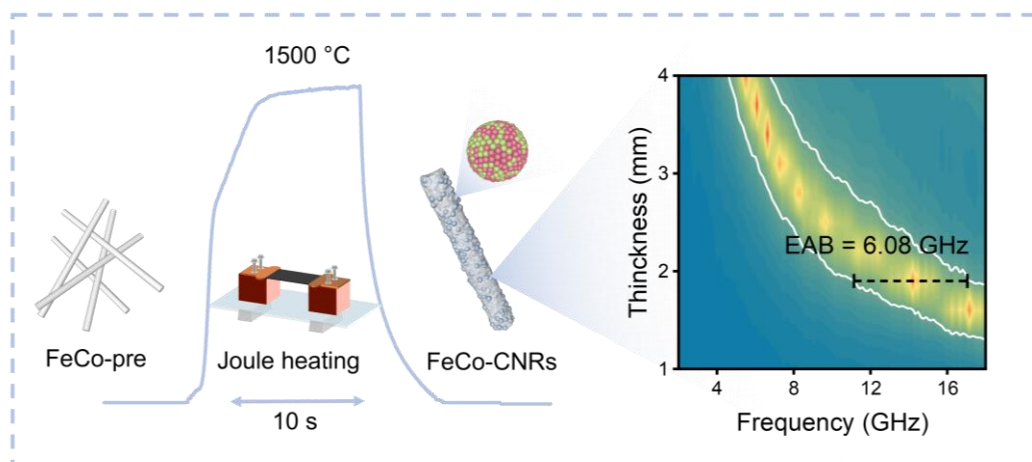 1500 °C
FeCo-pre
Joule heating
10 s
FeCo-CNRs
Thinckness (mm)
4
3
2
1
EAB = 6.08 GHz
4
8
12
16
Frequency (GHz)